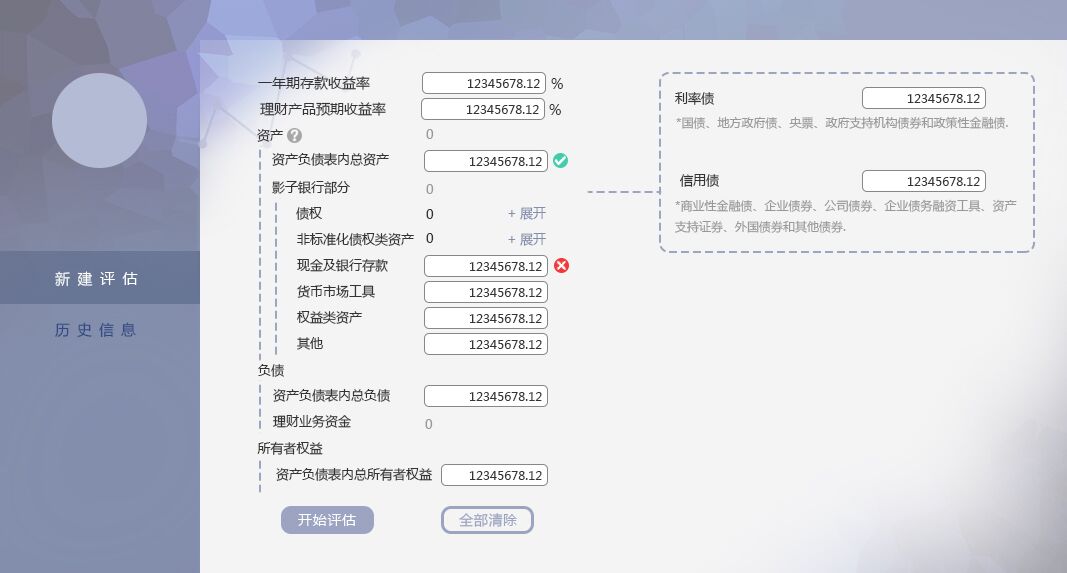 新建评估
历史信息
一年期存款收益率 12345678.12 %
理财产品预期收益率 12345678.12 %
资产 ? 0
资产负债表内总资产 12345678.12
影子银行部分 0
债权 0 + 展开
非标准化债权类资产 0 + 展开
现金及银行存款 12345678.12
货币市场工具 12345678.12
权益类资产 12345678.12
其他 12345678.12
负债
资产负债表内总负债 12345678.12
理财业务资金 0
所有者权益
资产负债表内总所有者权益 12345678.12
开始评估 全部清除
利率债 12345678.12
*国债、地方政府债、央票、政府支持机构债券和政策性金融债.
信用债 12345678.12
*商业性金融债、企业债券、公司债券、企业债务融资工具、资产
支持证券、外国债券和其他债券.